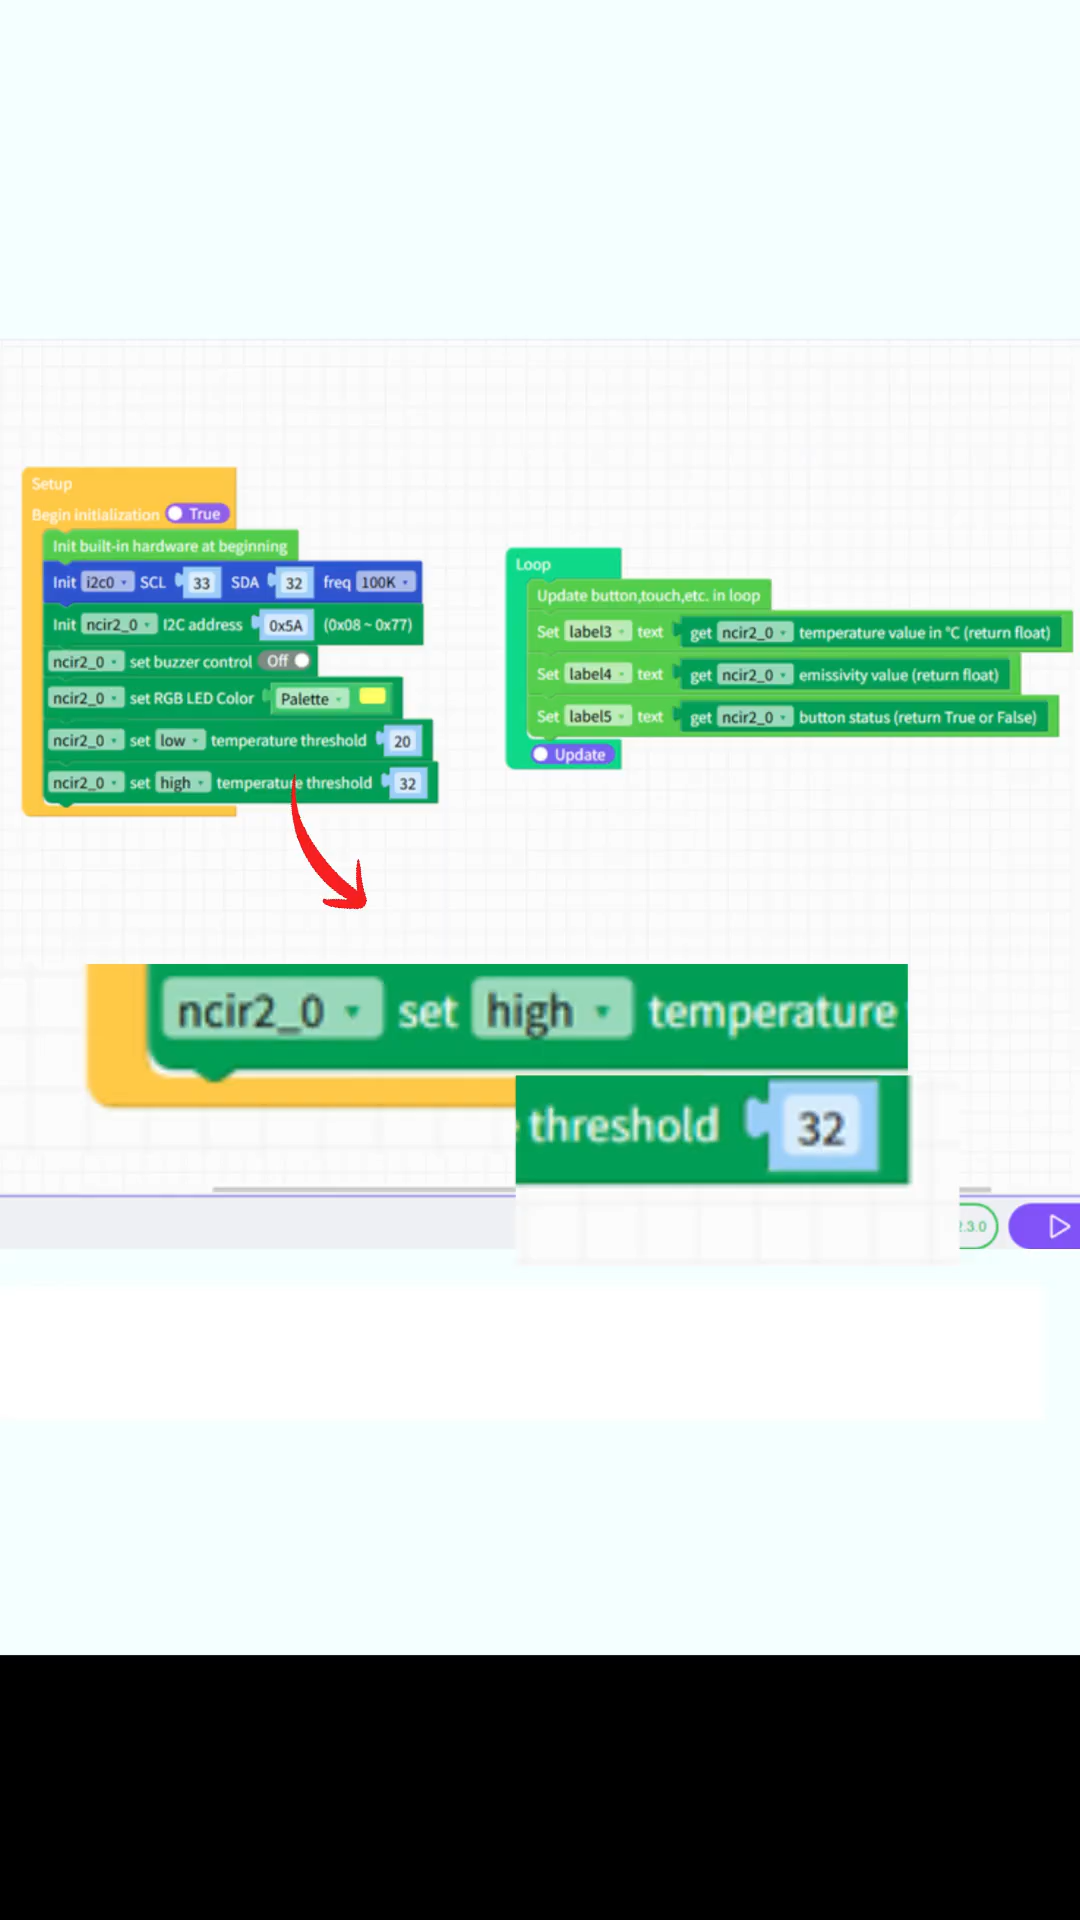 Setup
Begin initialization True
Init built-in hardware at beginning
Init i2c0 SCL 33 SDA 32 freq 100K
Init ncir2_0 I2C address 0x5A (0x08 ~ 0x77)
ncir2_0 set buzzer control Off
ncir2_0 set RGB LED Color Palette
ncir2_0 set low temperature threshold 20
ncir2_0 set high temperature threshold 32
Loop
Update button,touch,etc. in loop
Set label3 text get ncir2_0 temperature value in °C (return float)
Set label4 text get ncir2_0 emissivity value (return float)
Set label5 text get ncir2_0 button status (return True or False)
Update
ncir2_0 set high temperature
threshold 32
.3.0